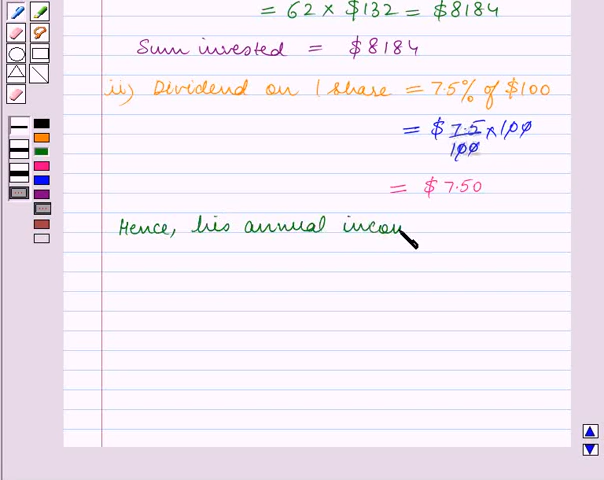 = 62 × $132 = $8184
Sum invested = $8184
ii) Dividend on 1 share = 7.5% of $100
= $ 7.5/100 × 100
= $ 7.50
Hence, his annual incom